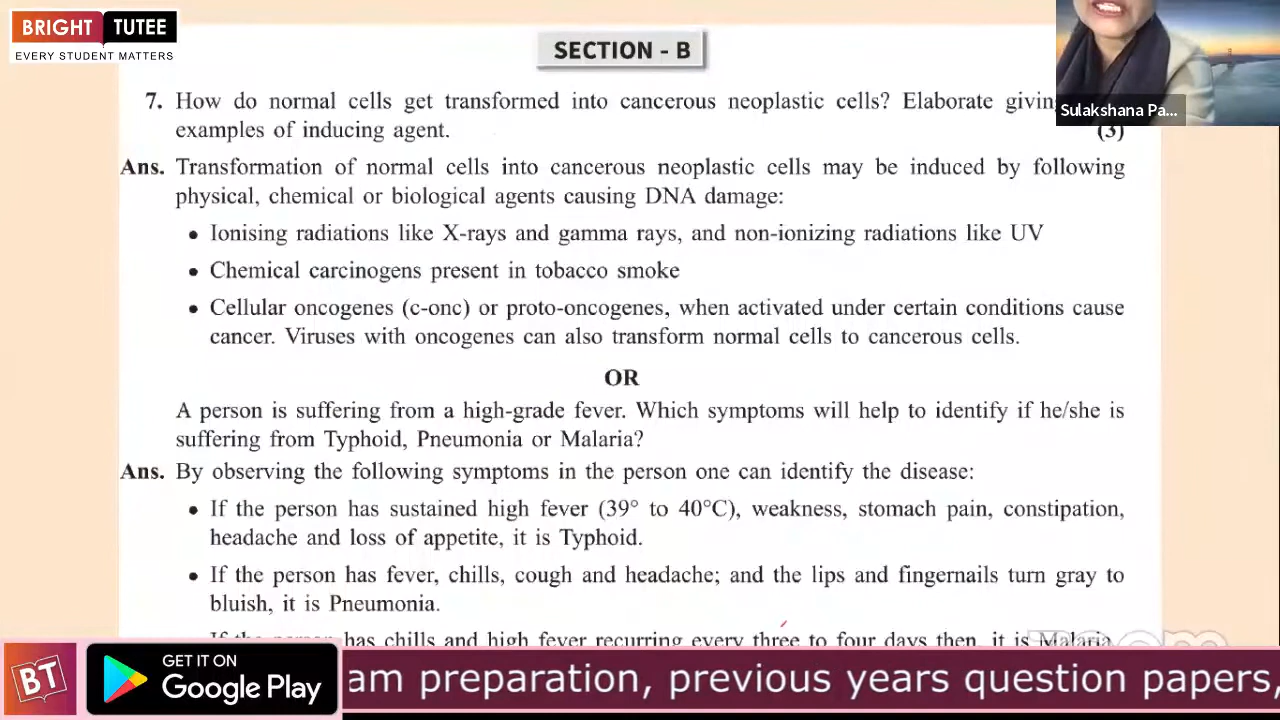 BRIGHT TUTEE
EVERY STUDENT MATTERS
SECTION - B
Sulakshana Pa...
7. How do normal cells get transformed into cancerous neoplastic cells? Elaborate giving
examples of inducing agent. (3)
Ans. Transformation of normal cells into cancerous neoplastic cells may be induced by following
physical, chemical or biological agents causing DNA damage:
• Ionising radiations like X-rays and gamma rays, and non-ionizing radiations like UV
• Chemical carcinogens present in tobacco smoke
• Cellular oncogenes (c-onc) or proto-oncogenes, when activated under certain conditions cause
cancer. Viruses with oncogenes can also transform normal cells to cancerous cells.
OR
A person is suffering from a high-grade fever. Which symptoms will help to identify if he/she is
suffering from Typhoid, Pneumonia or Malaria?
Ans. By observing the following symptoms in the person one can identify the disease:
• If the person has sustained high fever (39° to 40°C), weakness, stomach pain, constipation,
headache and loss of appetite, it is Typhoid.
• If the person has fever, chills, cough and headache; and the lips and fingernails turn gray to
bluish, it is Pneumonia.
If the person has chills and high fever recurring every three to four days then, it is Malaria.
zoom
BT
GET IT ON
Google Play
am preparation, previous years question papers,